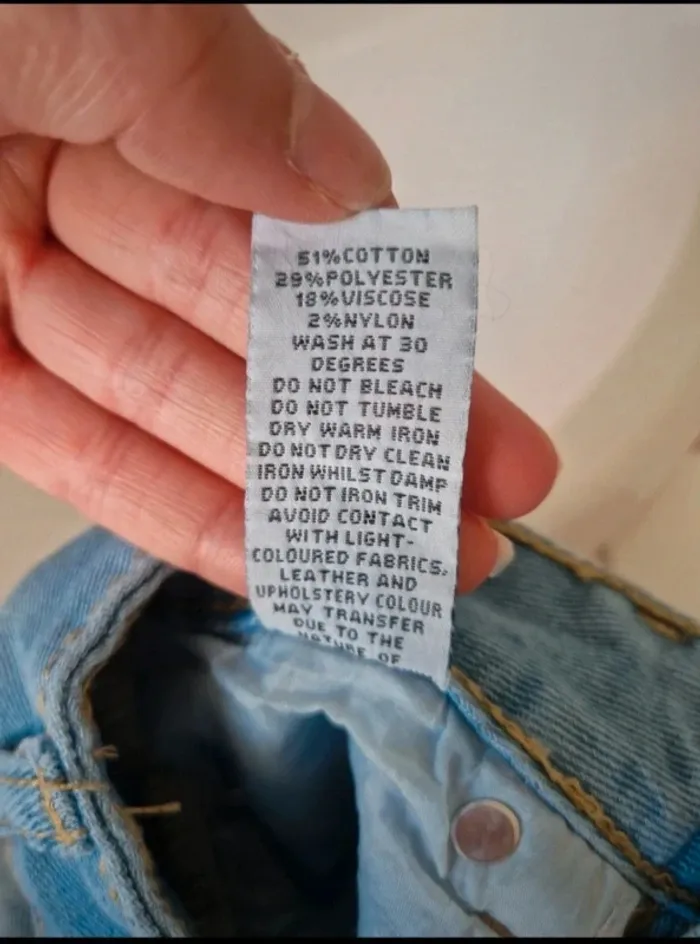 51%COTTON
29%POLYESTER
18%VISCOSE
2%NYLON
WASH AT 30
DEGREES
DO NOT BLEACH
DO NOT TUMBLE
DRY WARM IRON
DO NOT DRY CLEAN
IRON WHILST DAMP
DO NOT IRON TRIM
AVOID CONTACT
WITH LIGHT-
COLOURED FABRICS.
LEATHER AND
UPHOLSTERY COLOUR
MAY TRANSFER
DUE TO THE
NATURE OF